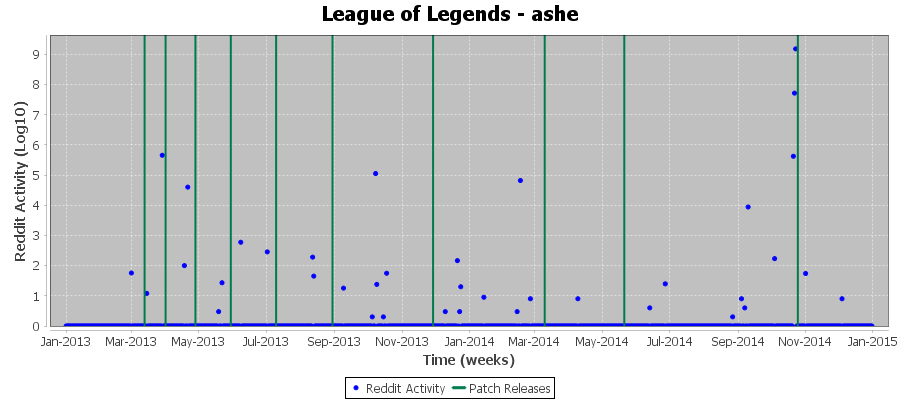 League of Legends - ashe
Reddit Activity (Log10)
9
8
7
6
5
4
3
2
1
0
Jan-2013 Mar-2013 May-2013 Jul-2013 Sep-2013 Nov-2013 Jan-2014 Mar-2014 May-2014 Jul-2014 Sep-2014 Nov-2014 Jan-2015
Time (weeks)
Reddit Activity Patch Releases